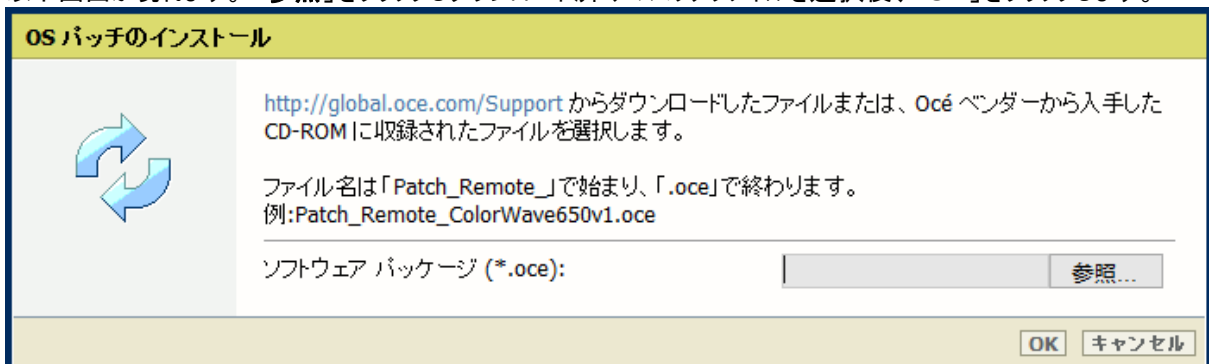 OS パッチのインストール
http://global.oce.com/Support からダウンロードしたファイルまたは、Océ ベンダーから入手した
CD-ROM に収録されたファイルを選択します。
ファイル名は「Patch_Remote_」で始まり、「.oce」で終わります。
例:Patch_Remote_ColorWave650v1.oce
ソフトウェア パッケージ (*.oce):
参照...
OK キャンセル